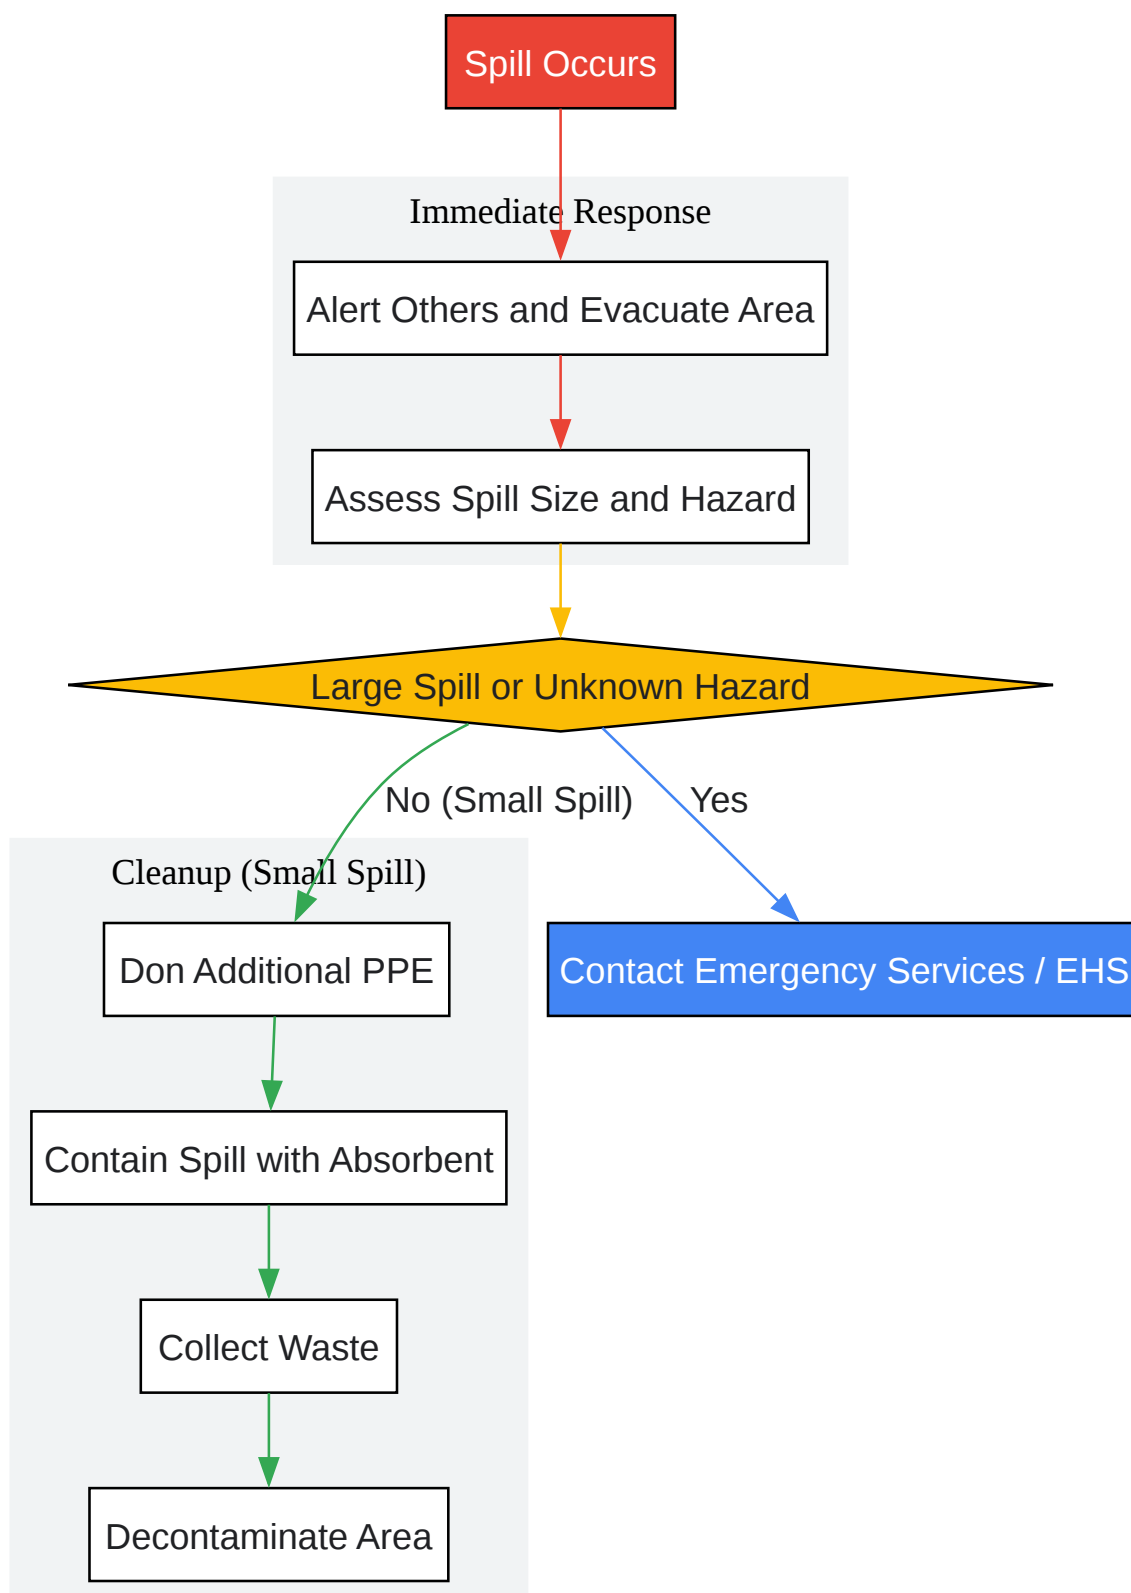 Spill Occurs
Immediate Response
Alert Others and Evacuate Area
Assess Spill Size and Hazard
Large Spill or Unknown Hazard
No (Small Spill)
Yes
Cleanup (Small Spill)
Don Additional PPE
Contact Emergency Services / EHS
Contain Spill with Absorbent
Collect Waste
Decontaminate Area